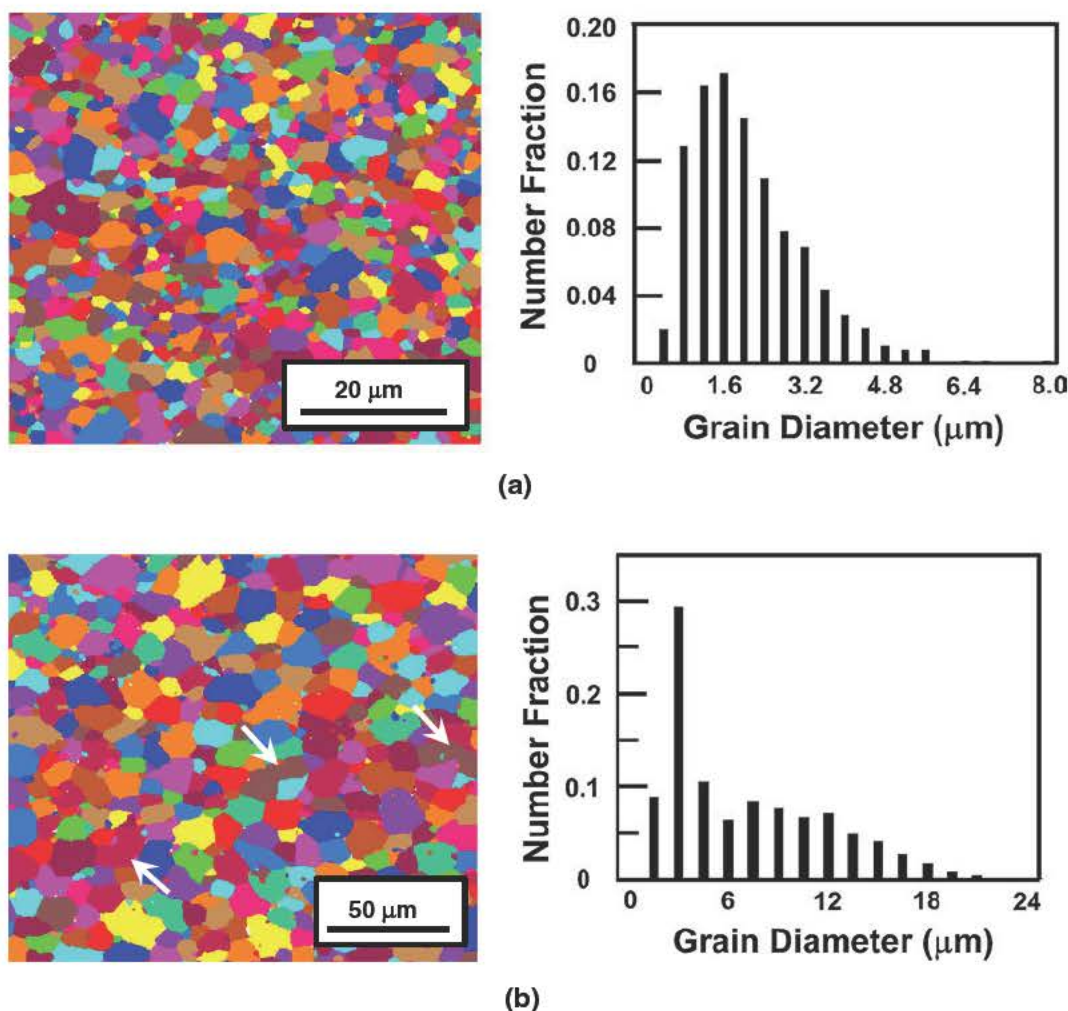 20 μm
Number Fraction
0.20
0.16
0.12
0.08
0.04
0
0 1.6 3.2 4.8 6.4 8.0
Grain Diameter (μm)
(a)
50 μm
Number Fraction
0.3
0.2
0.1
0
0 6 12 18 24
Grain Diameter (μm)
(b)